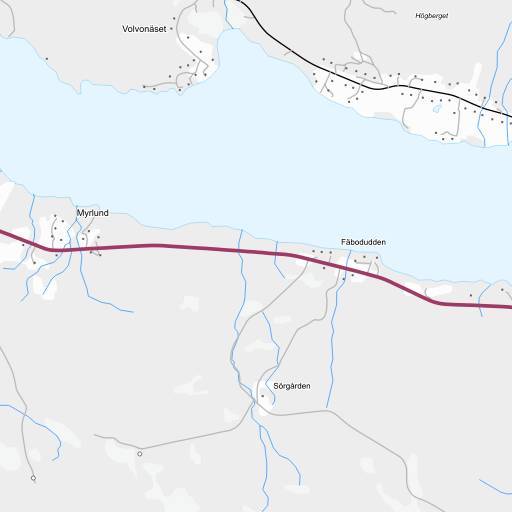 Högberget
Volvonäset
Myrlund
Fäbodudden
Sörgården